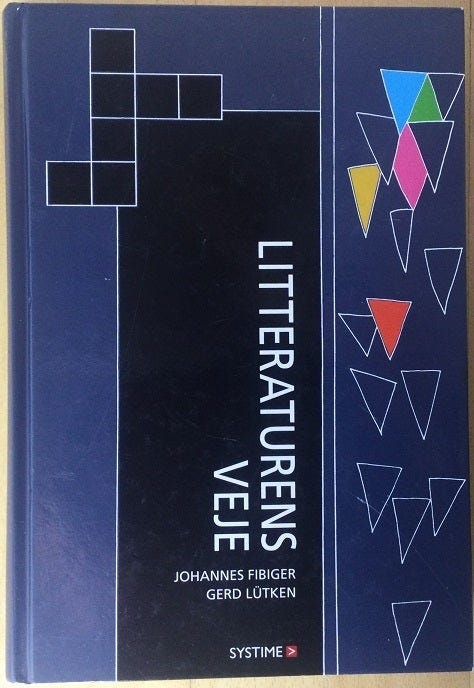 LITTERATURENS
VEJE
JOHANNES FIBIGER
GERD LÜTKEN
SYSTIME >